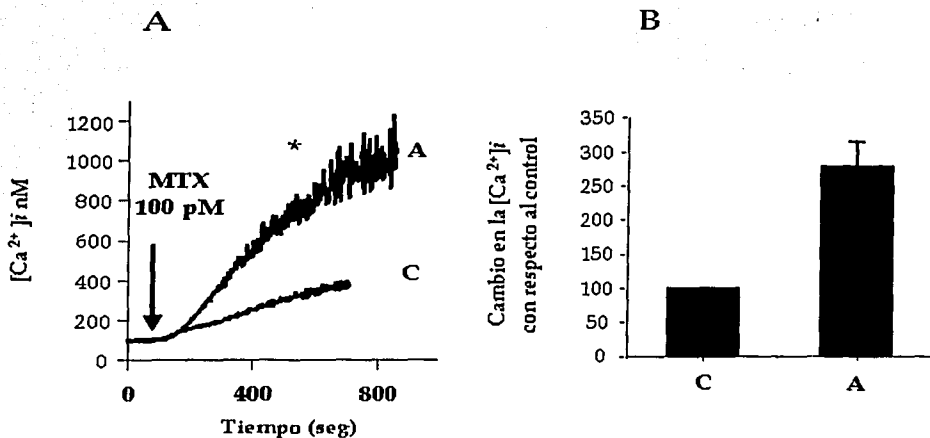 A
[Ca²⁺]i nM
1200
1000
800
600
400
200
0
MTX
100 pM
*
A
C
0
400
800
Tiempo (seg)
B
Cambio en la [Ca²⁺]i
con respecto al control
350
300
250
200
150
100
50
0
C
A